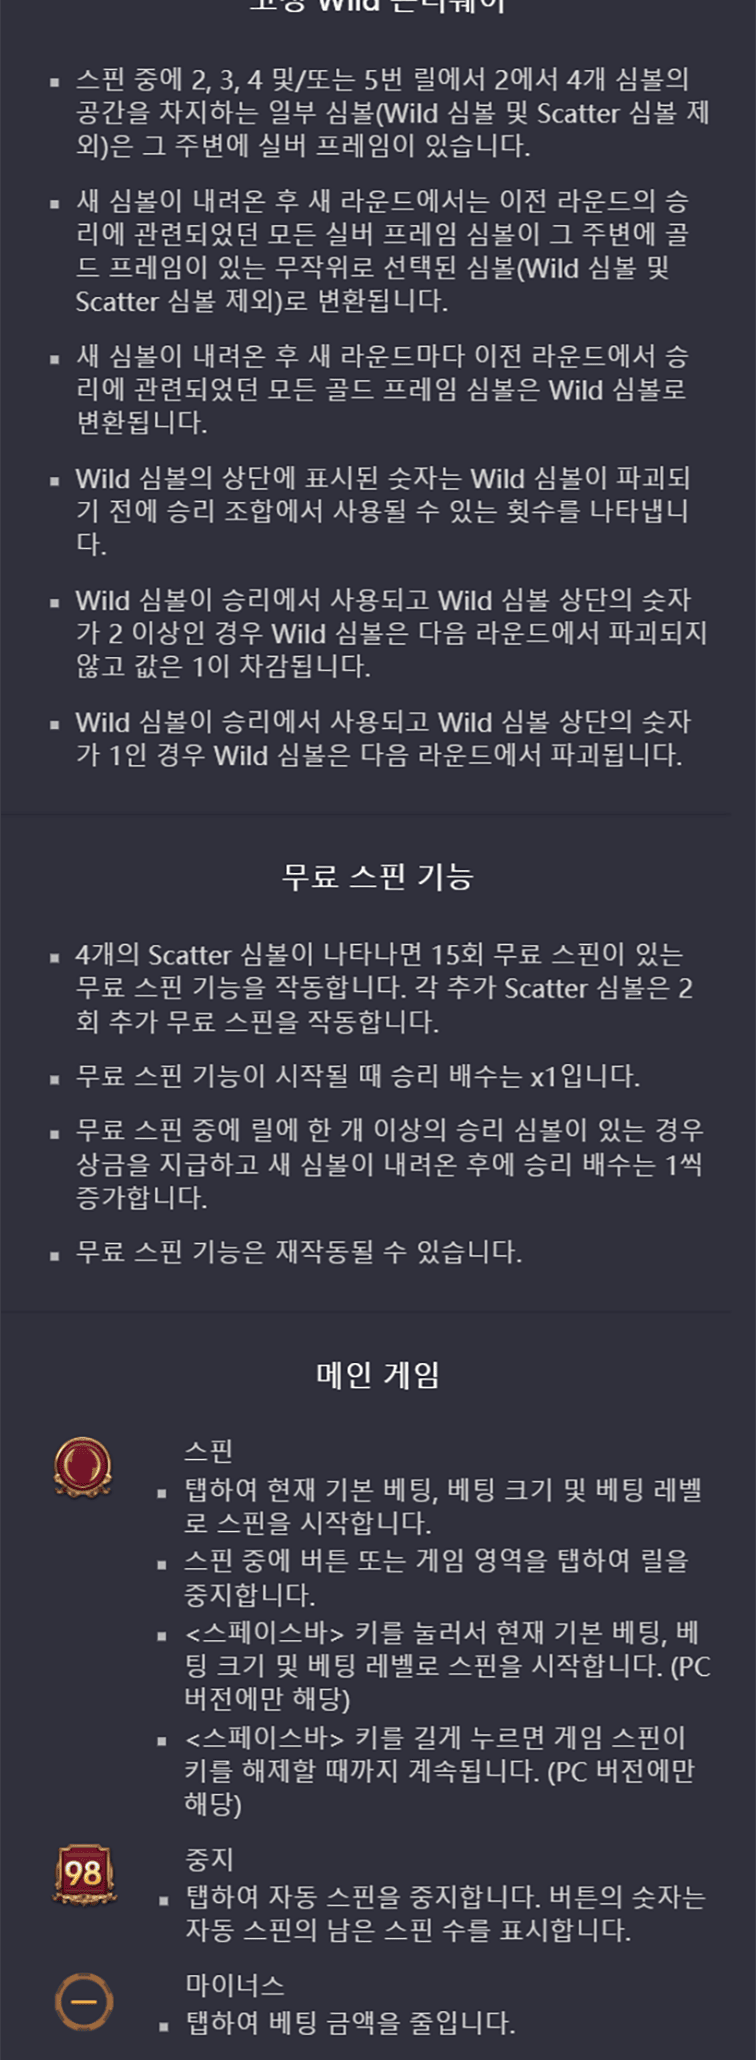 고정 Wild 온더웨이
▪ 스핀 중에 2, 3, 4 및/또는 5번 릴에서 2에서 4개 심볼의
공간을 차지하는 일부 심볼(Wild 심볼 및 Scatter 심볼 제
외)은 그 주변에 실버 프레임이 있습니다.
▪ 새 심볼이 내려온 후 새 라운드에서는 이전 라운드의 승
리에 관련되었던 모든 실버 프레임 심볼이 그 주변에 골
드 프레임이 있는 무작위로 선택된 심볼(Wild 심볼 및
Scatter 심볼 제외)로 변환됩니다.
▪ 새 심볼이 내려온 후 새 라운드마다 이전 라운드에서 승
리에 관련되었던 모든 골드 프레임 심볼은 Wild 심볼로
변환됩니다.
▪ Wild 심볼의 상단에 표시된 숫자는 Wild 심볼이 파괴되
기 전에 승리 조합에서 사용될 수 있는 횟수를 나타냅니
다.
▪ Wild 심볼이 승리에서 사용되고 Wild 심볼 상단의 숫자
가 2 이상인 경우 Wild 심볼은 다음 라운드에서 파괴되지
않고 값은 1이 차감됩니다.
▪ Wild 심볼이 승리에서 사용되고 Wild 심볼 상단의 숫자
가 1인 경우 Wild 심볼은 다음 라운드에서 파괴됩니다.
무료 스핀 기능
▪ 4개의 Scatter 심볼이 나타나면 15회 무료 스핀이 있는
무료 스핀 기능을 작동합니다. 각 추가 Scatter 심볼은 2
회 추가 무료 스핀을 작동합니다.
▪ 무료 스핀 기능이 시작될 때 승리 배수는 x1입니다.
▪ 무료 스핀 중에 릴에 한 개 이상의 승리 심볼이 있는 경우
상금을 지급하고 새 심볼이 내려온 후에 승리 배수는 1씩
증가합니다.
▪ 무료 스핀 기능은 재작동될 수 있습니다.
메인 게임
스핀
▪ 탭하여 현재 기본 베팅, 베팅 크기 및 베팅 레벨
로 스핀을 시작합니다.
▪ 스핀 중에 버튼 또는 게임 영역을 탭하여 릴을
중지합니다.
▪ <스페이스바> 키를 눌러서 현재 기본 베팅, 베
팅 크기 및 베팅 레벨로 스핀을 시작합니다. (PC
버전에만 해당)
▪ <스페이스바> 키를 길게 누르면 게임 스핀이
키를 해제할 때까지 계속됩니다. (PC 버전에만
해당)
98
중지
▪ 탭하여 자동 스핀을 중지합니다. 버튼의 숫자는
자동 스핀의 남은 스핀 수를 표시합니다.
마이너스
▪ 탭하여 베팅 금액을 줄입니다.